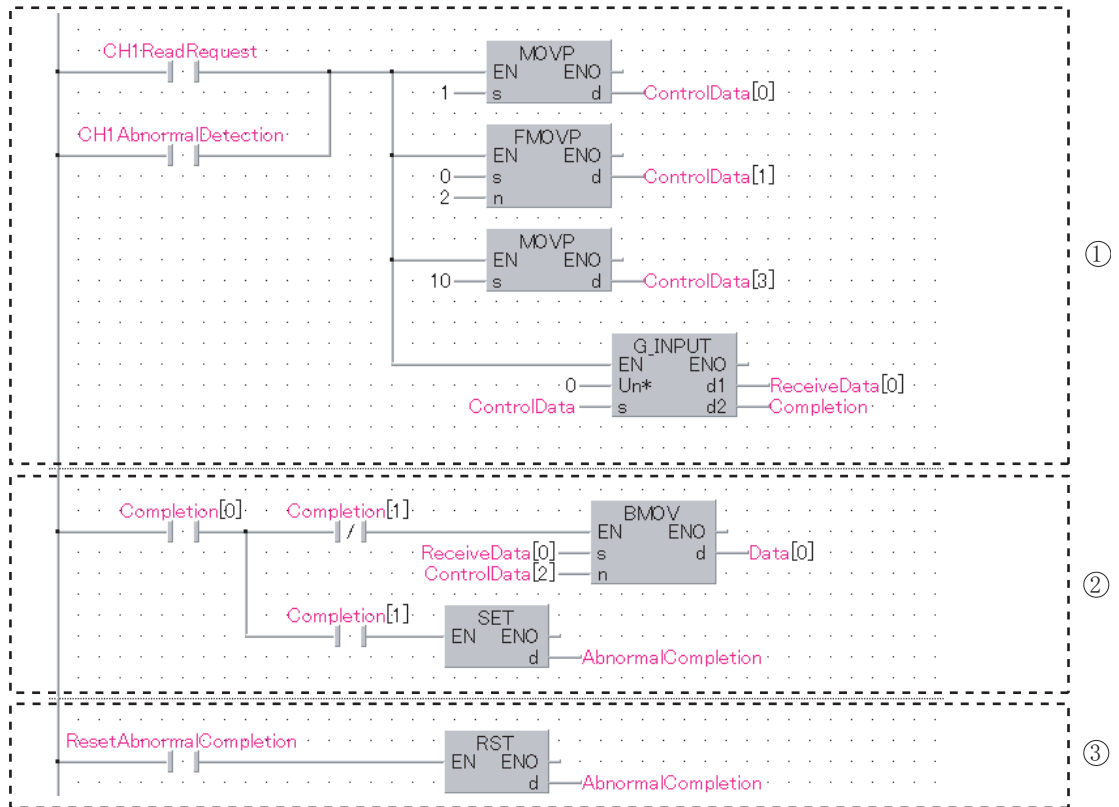 CH1ReadRequest
MOVP
EN ENO
1 s d ControlData[0]
CH1AbnormalDetection
FMOVP
EN ENO
0 s d ControlData[1]
2 n
MOVP
EN ENO
10 s d ControlData[3]
①
G_INPUT
EN ENO
0 Un* d1 ReceiveData[0]
ControlData s d2 Completion
Completion[0] Completion[1] BMOV
/ EN ENO
ReceiveData[0] s d Data[0]
ControlData[2] n
②
Completion[1] SET
EN ENO
d AbnormalCompletion
ResetAbnormalCompletion RST
EN ENO
③
d AbnormalCompletion